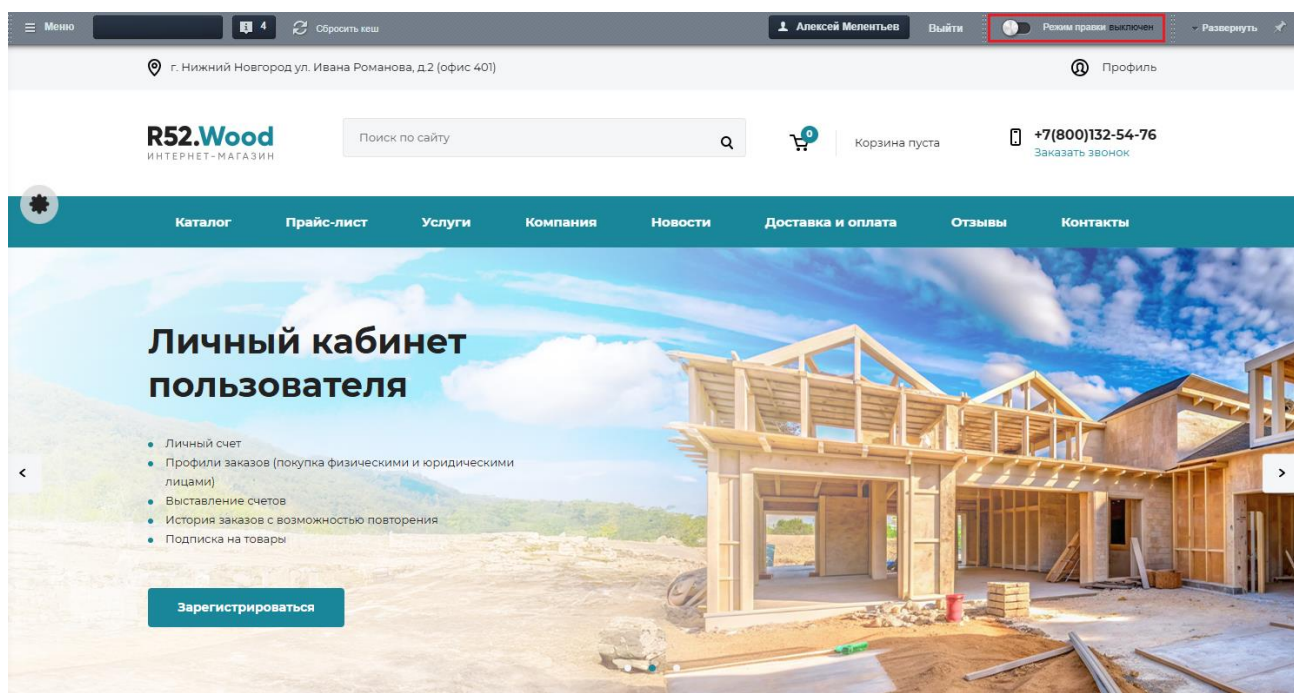 Меню
4
Сбросить кеш
Алексей Мелентьев
Выйти
Режим правки выключен
Развернуть
г. Нижний Новгород ул. Ивана Романова, д.2 (офис 401)
Профиль
R52.Wood
ИНТЕРНЕТ-МАГАЗИН
Поиск по сайту
0
Корзина пуста
+7(800)132-54-76
Заказать звонок
Каталог
Прайс-лист
Услуги
Компания
Новости
Доставка и оплата
Отзывы
Контакты
Личный кабинет
пользователя
Личный счет
Профили заказов (покупка физическими и юридическими
лицами)
Выставление счетов
История заказов с возможностью повторения
Подписка на товары
Зарегистрироваться